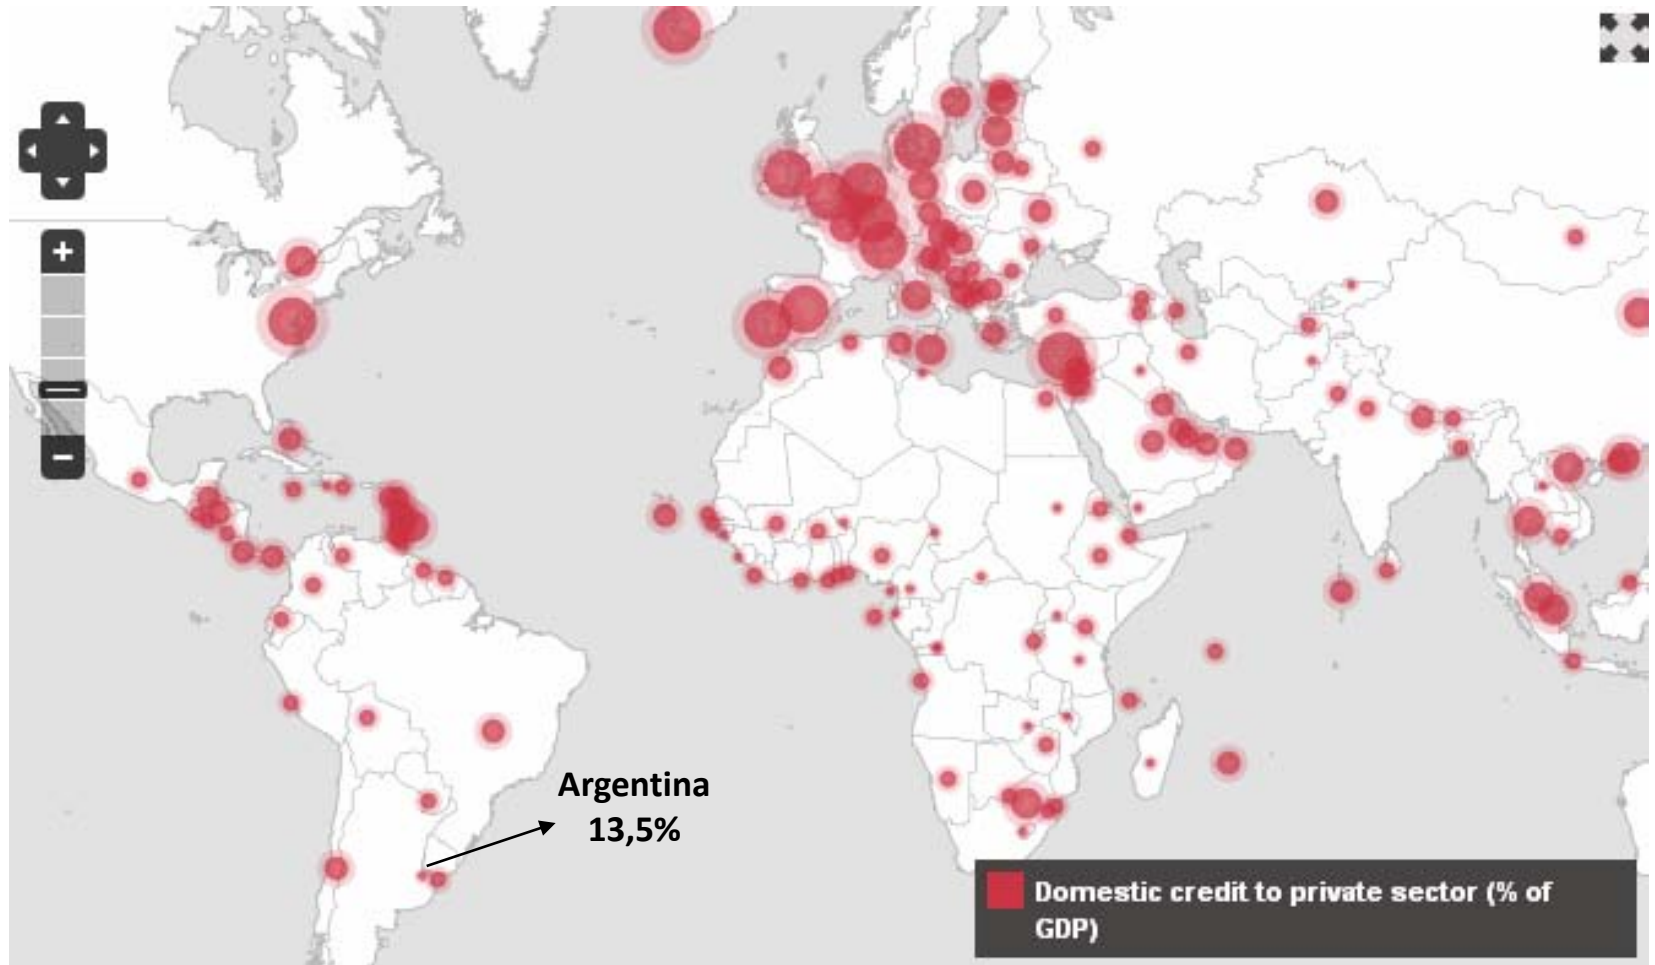 +
−
Argentina
13,5%
Domestic credit to private sector (% of
GDP)